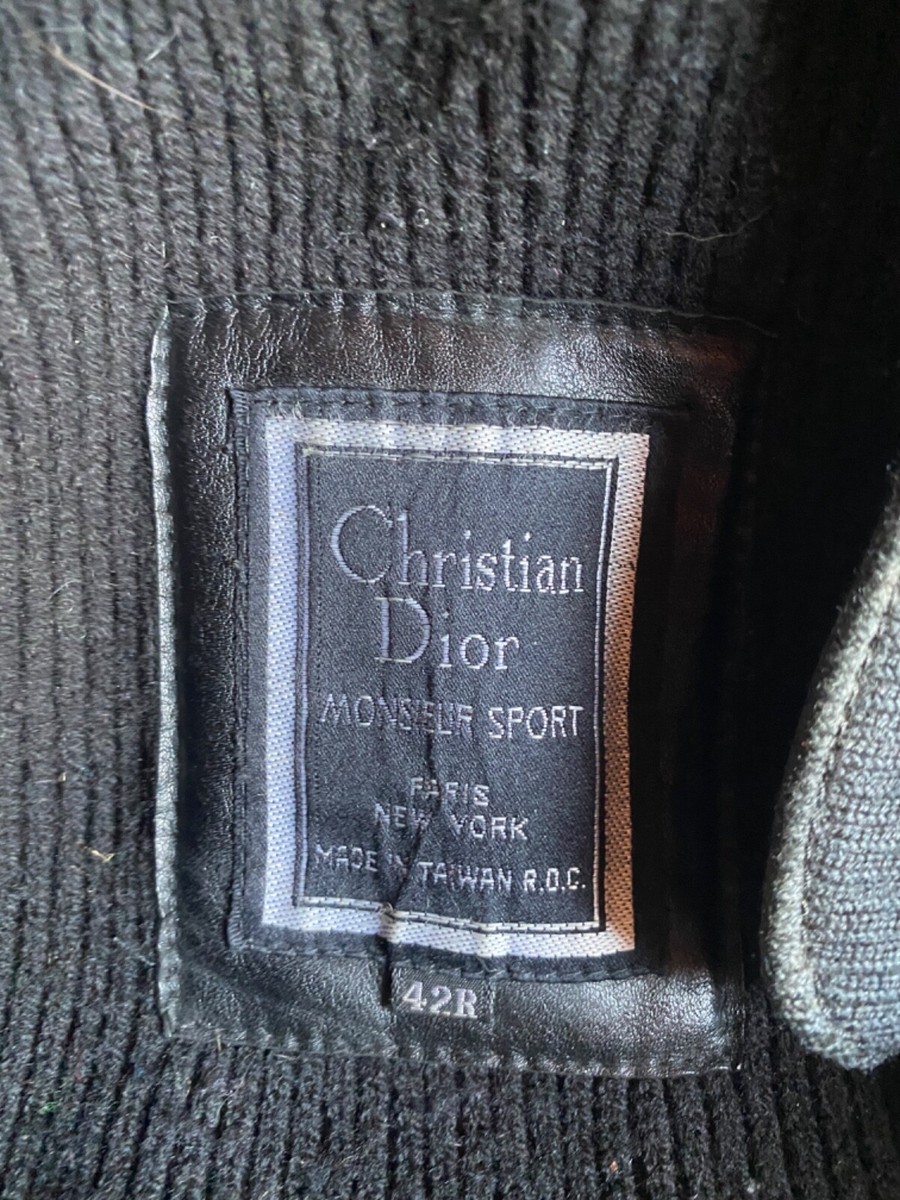 Christian
Dior
MONSIEUR SPORT
PARIS
NEW YORK
MADE IN TAIWAN R.O.C.
42R